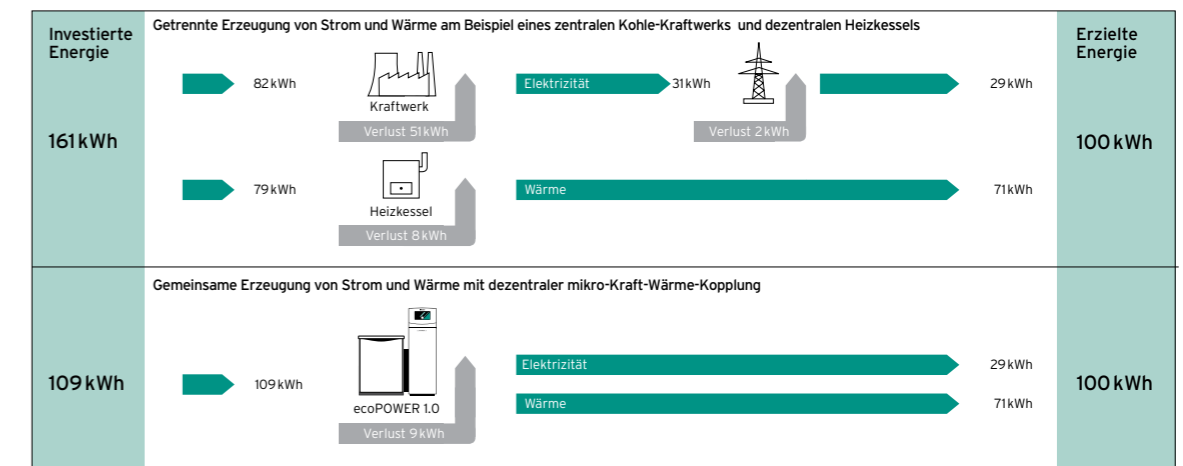 Investierte
Energie
Getrennte Erzeugung von Strom und Wärme am Beispiel eines zentralen Kohle-Kraftwerks und dezentralen Heizkessels
Erzielte
Energie
82 kWh
Kraftwerk
Elektrizität
31 kWh
29 kWh
Verlust 51 kWh
Verlust 2 kWh
161 kWh
100 kWh
79 kWh
Heizkessel
Wärme
71 kWh
Verlust 8 kWh
Gemeinsame Erzeugung von Strom und Wärme mit dezentraler mikro-Kraft-Wärme-Kopplung
109 kWh
109 kWh
ecoPOWER 1.0
Elektrizität
29 kWh
Wärme
71 kWh
100 kWh
Verlust 9 kWh